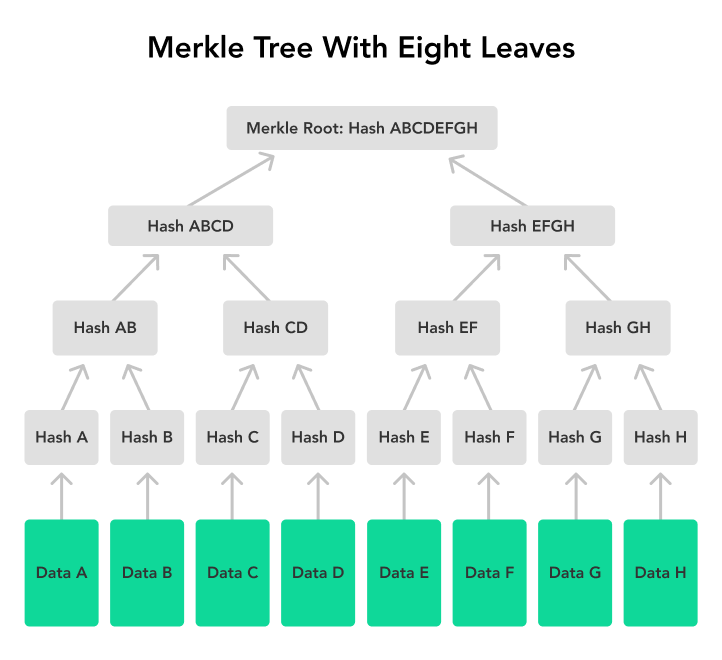 Merkle Tree With Eight Leaves
Merkle Root: Hash ABCDEFGH
Hash ABCD
Hash EFGH
Hash AB
Hash CD
Hash EF
Hash GH
Hash A
Hash B
Hash C
Hash D
Hash E
Hash F
Hash G
Hash H
Data A
Data B
Data C
Data D
Data E
Data F
Data G
Data H